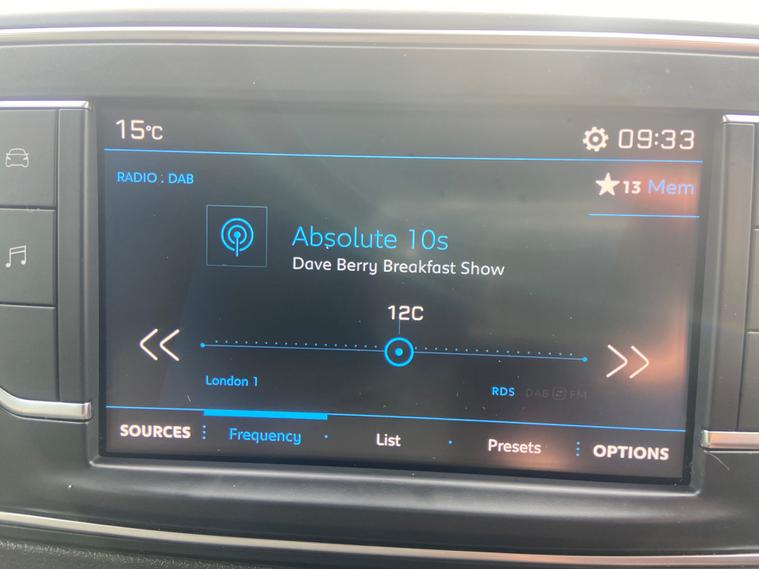 15°C
09:33
RADIO . DAB
13 Mem
Absolute 10s
Dave Berry Breakfast Show
12C
London 1
RDS DAB FM
SOURCES Frequency List Presets OPTIONS